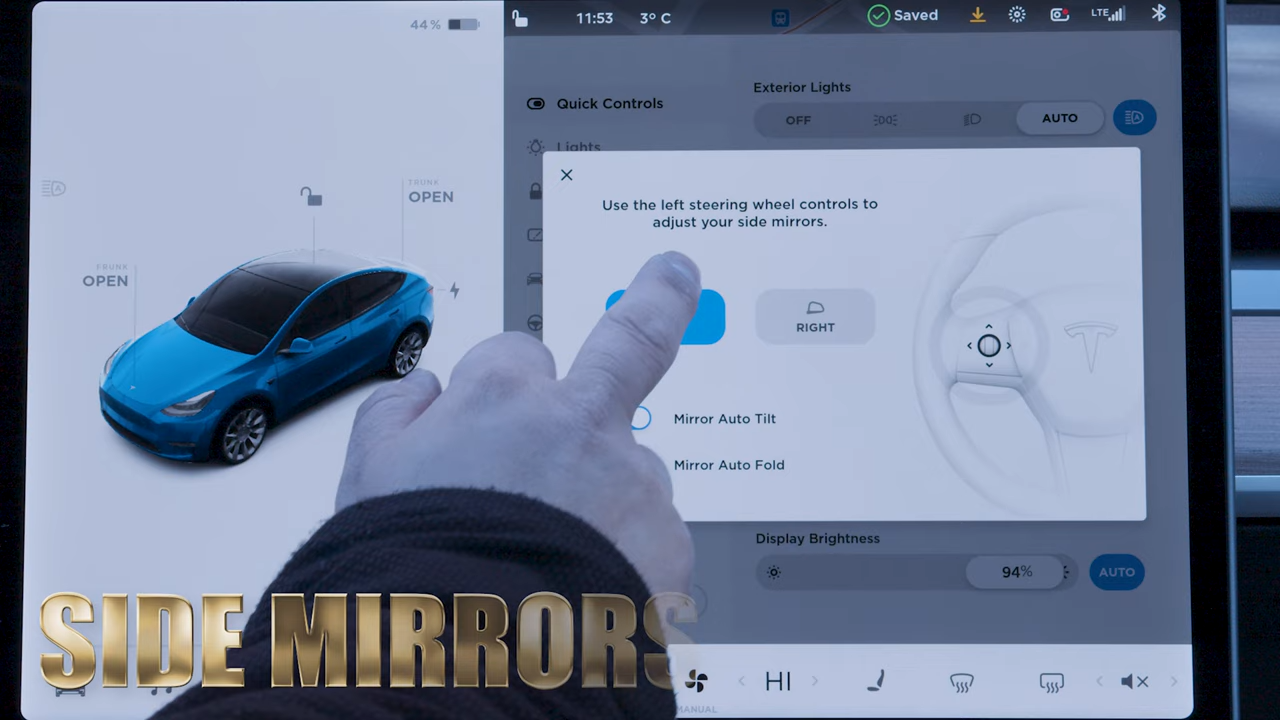 44 %
11:53
3° C
Saved
LTE
Quick Controls
Exterior Lights
OFF
AUTO
Lights
Use the left steering wheel controls to
adjust your side mirrors.
TRUNK
OPEN
FRUNK
OPEN
RIGHT
Mirror Auto Tilt
Mirror Auto Fold
Display Brightness
94%
AUTO
SIDE MIRRORS
HI
MANUAL